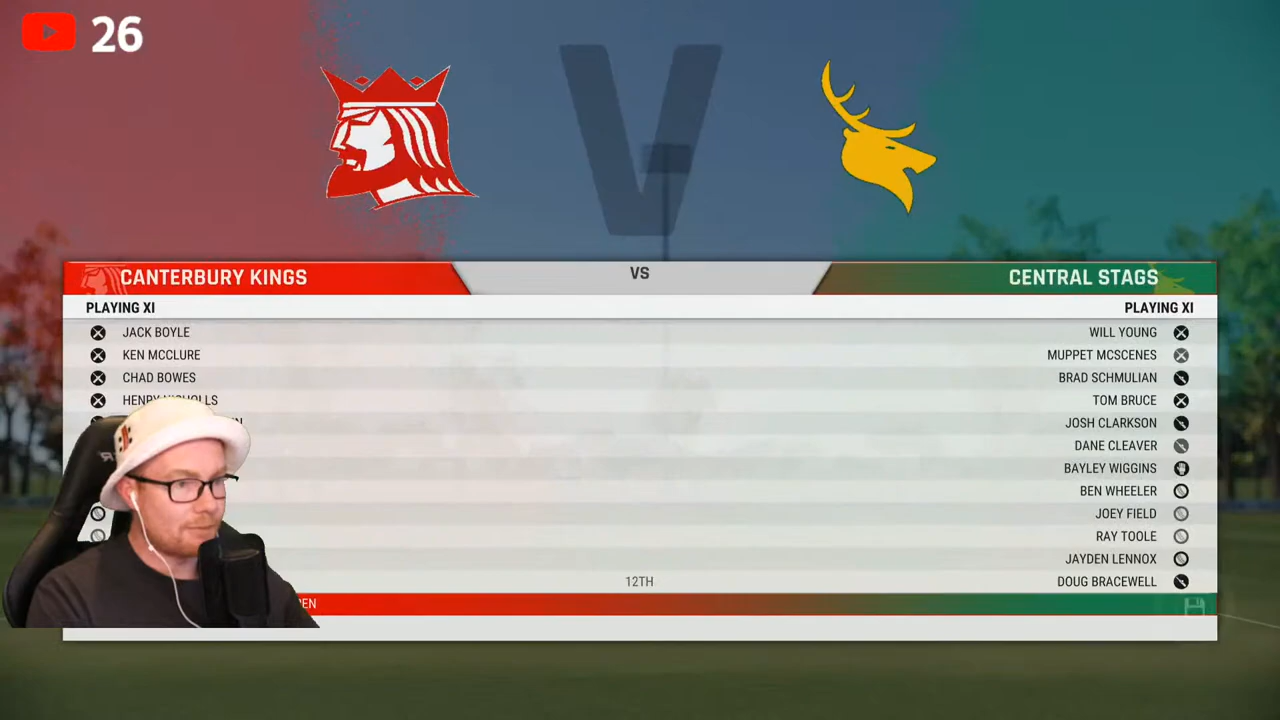 26
V
CANTERBURY KINGS
VS
CENTRAL STAGS
PLAYING XI
PLAYING XI
JACK BOYLE
WILL YOUNG
KEN MCCLURE
MUPPET MCSCENES
CHAD BOWES
BRAD SCHMULIAN
HENRY NICHOLLS
TOM BRUCE
JOSH CLARKSON
DANE CLEAVER
BAYLEY WIGGINS
BEN WHEELER
JOEY FIELD
RAY TOOLE
JAYDEN LENNOX
12TH
DOUG BRACEWELL